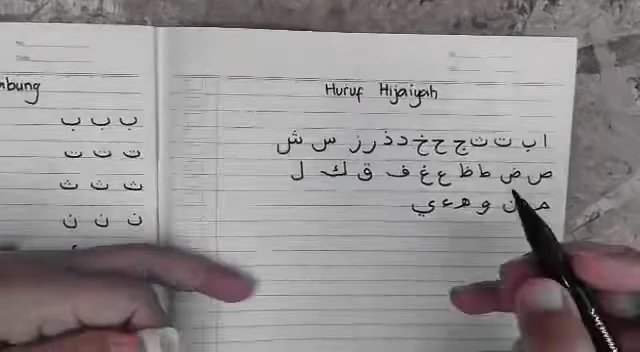 mbung
ب ب ب
ت ت ت
ث ث ث
ن ن ن
Huruf Hijaiyah
ا ب ت ث ج ح خ د ذ ر ز س ش
ص ض ط ظ ع غ ف ق ك ل
م ن و ه ء ي